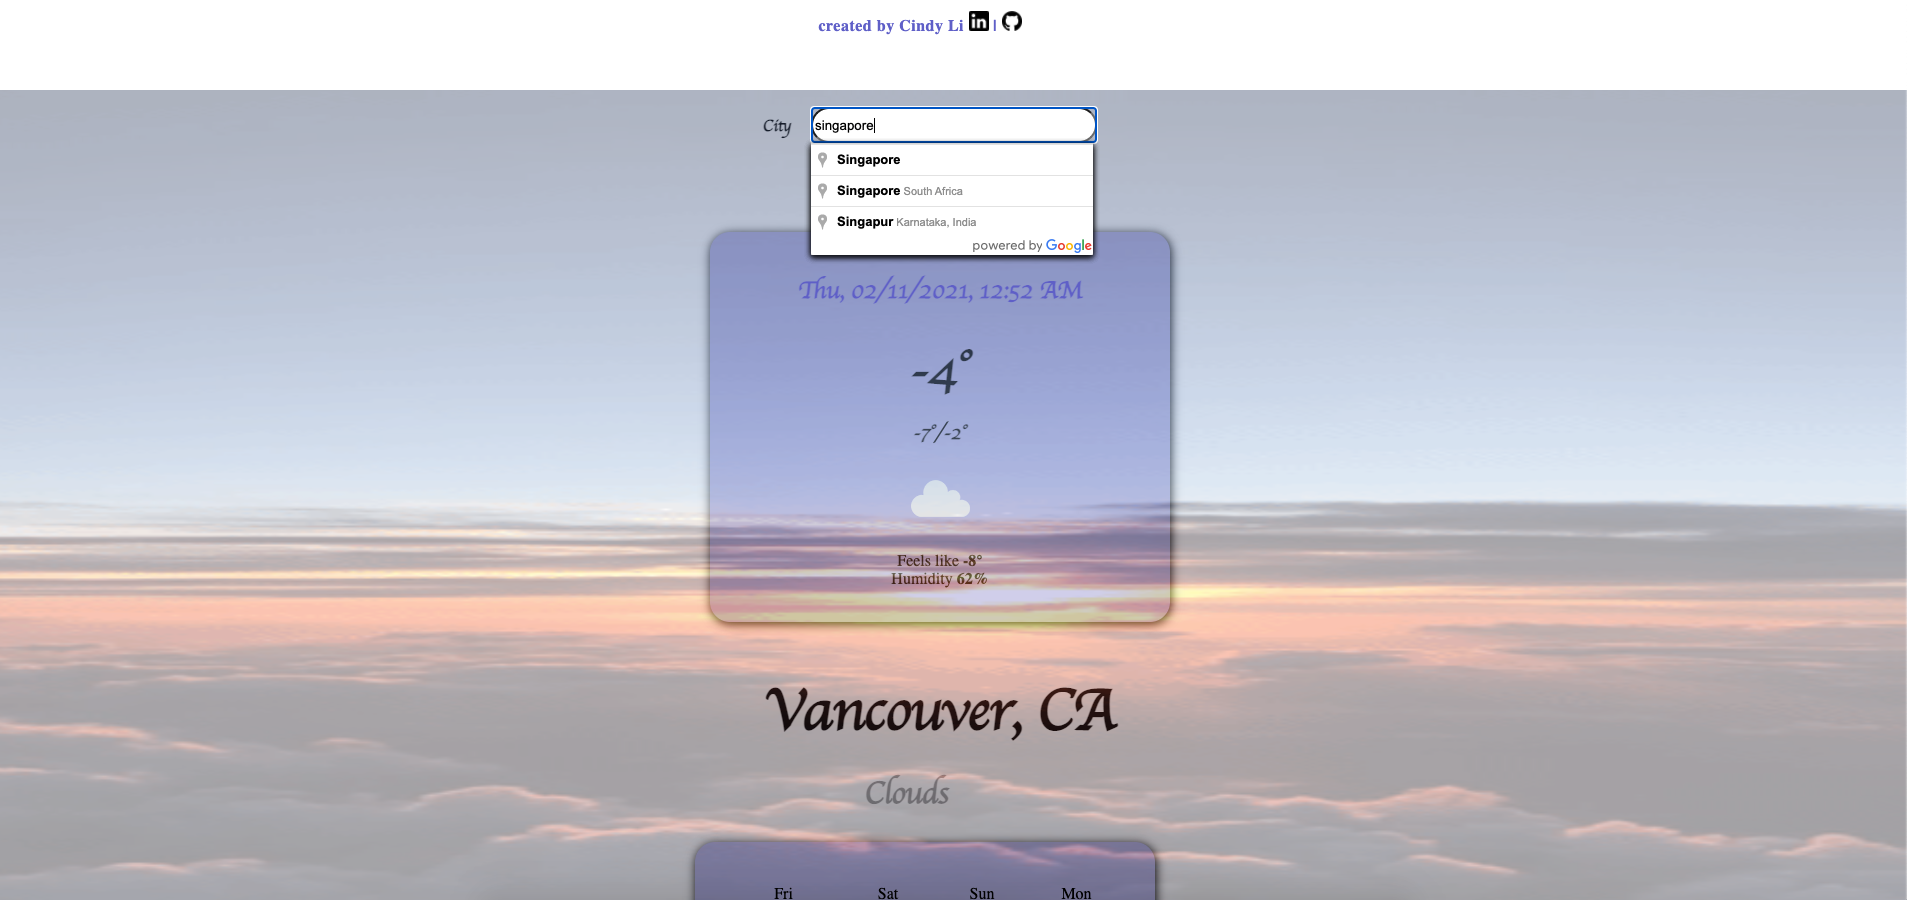 created by Cindy Li in |
City singapore
Singapore
Singapore South Africa
Singapur Karnataka, India
powered by Google
Thu, 02/11/2021, 12:52 AM
-4°
-7°/-2°
Feels like -8°
Humidity 62%
Vancouver, CA
Clouds
Fri Sat Sun Mon